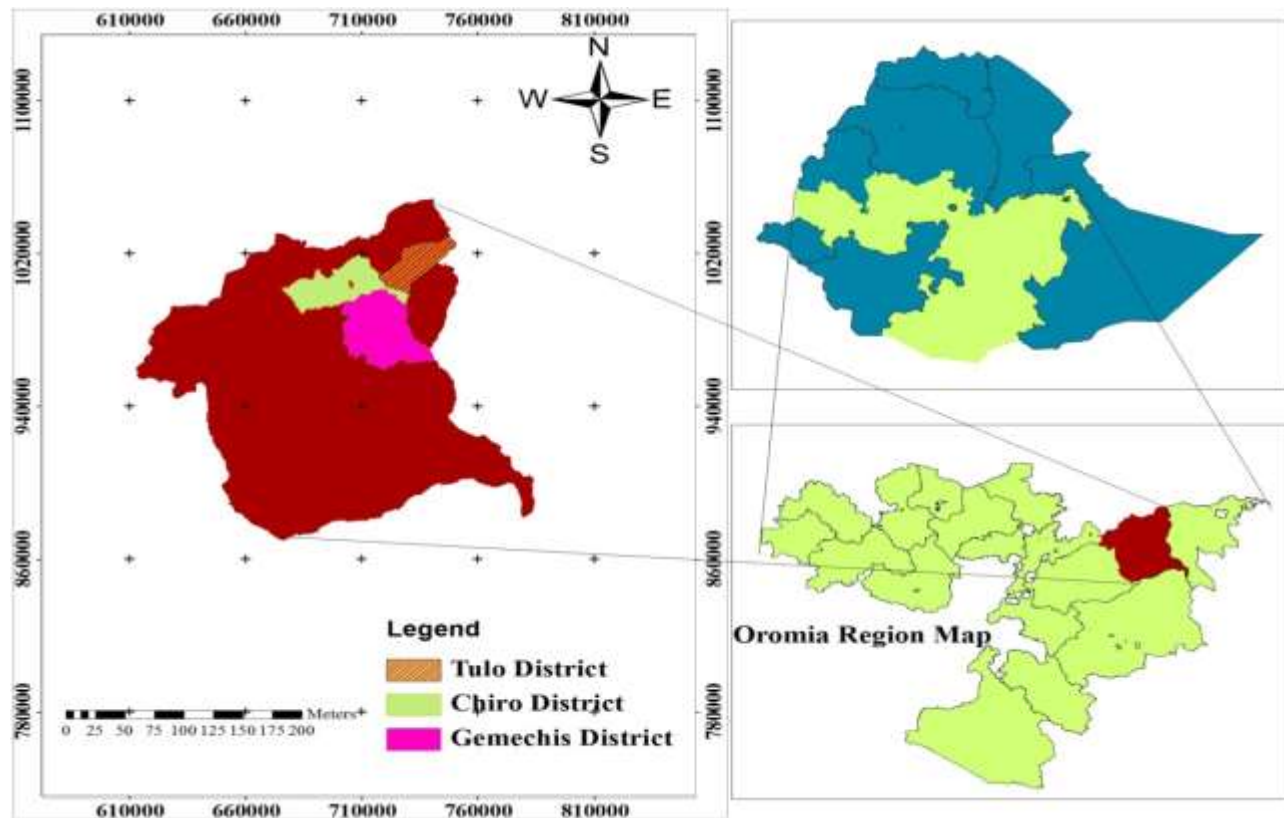 610000 660000 710000 760000 810000
N
W E
S
1100000 1100000
1020000 1020000
940000 940000
860000 860000
780000 780000
Legend
Tulo District
Chiro District
Gemechis District
Meters
0 25 50 75 100 125 150 175 200
610000 660000 710000 760000 810000
Oromia Region Map